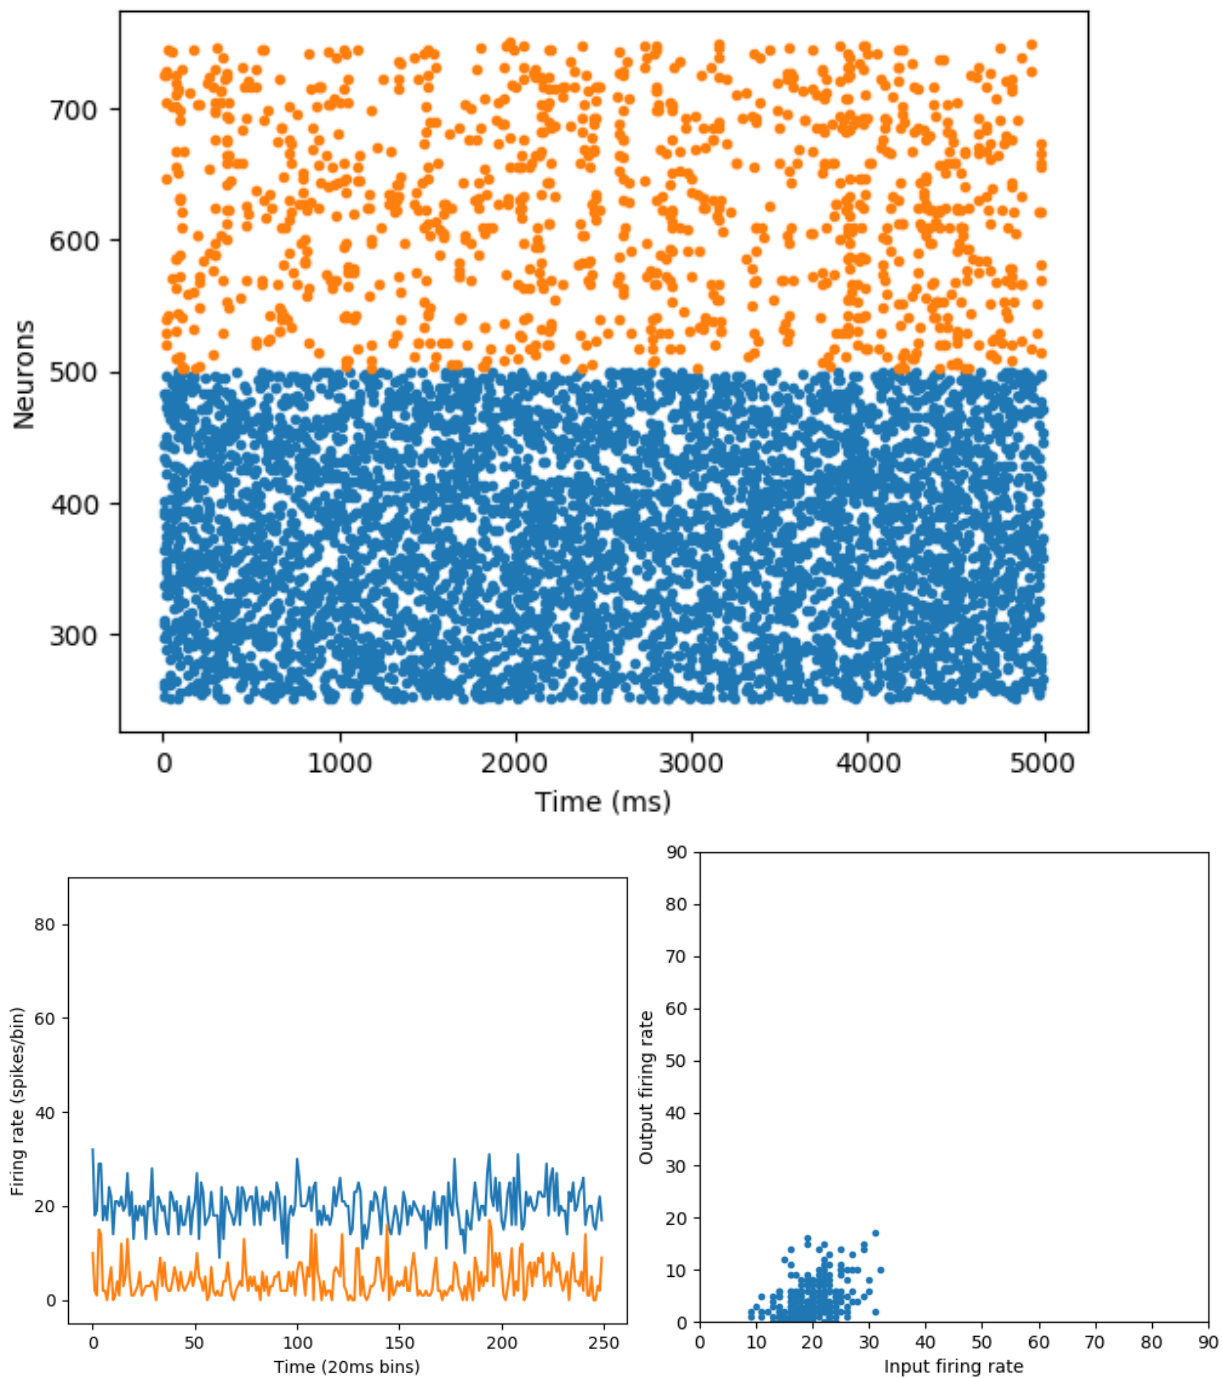 Neurons
700
600
500
400
300
0 1000 2000 3000 4000 5000
Time (ms)
Firing rate (spikes/bin)
80
60
40
20
0
0 50 100 150 200 250
Time (20ms bins)
Output firing rate
90
80
70
60
50
40
30
20
10
0
0 10 20 30 40 50 60 70 80 90
Input firing rate